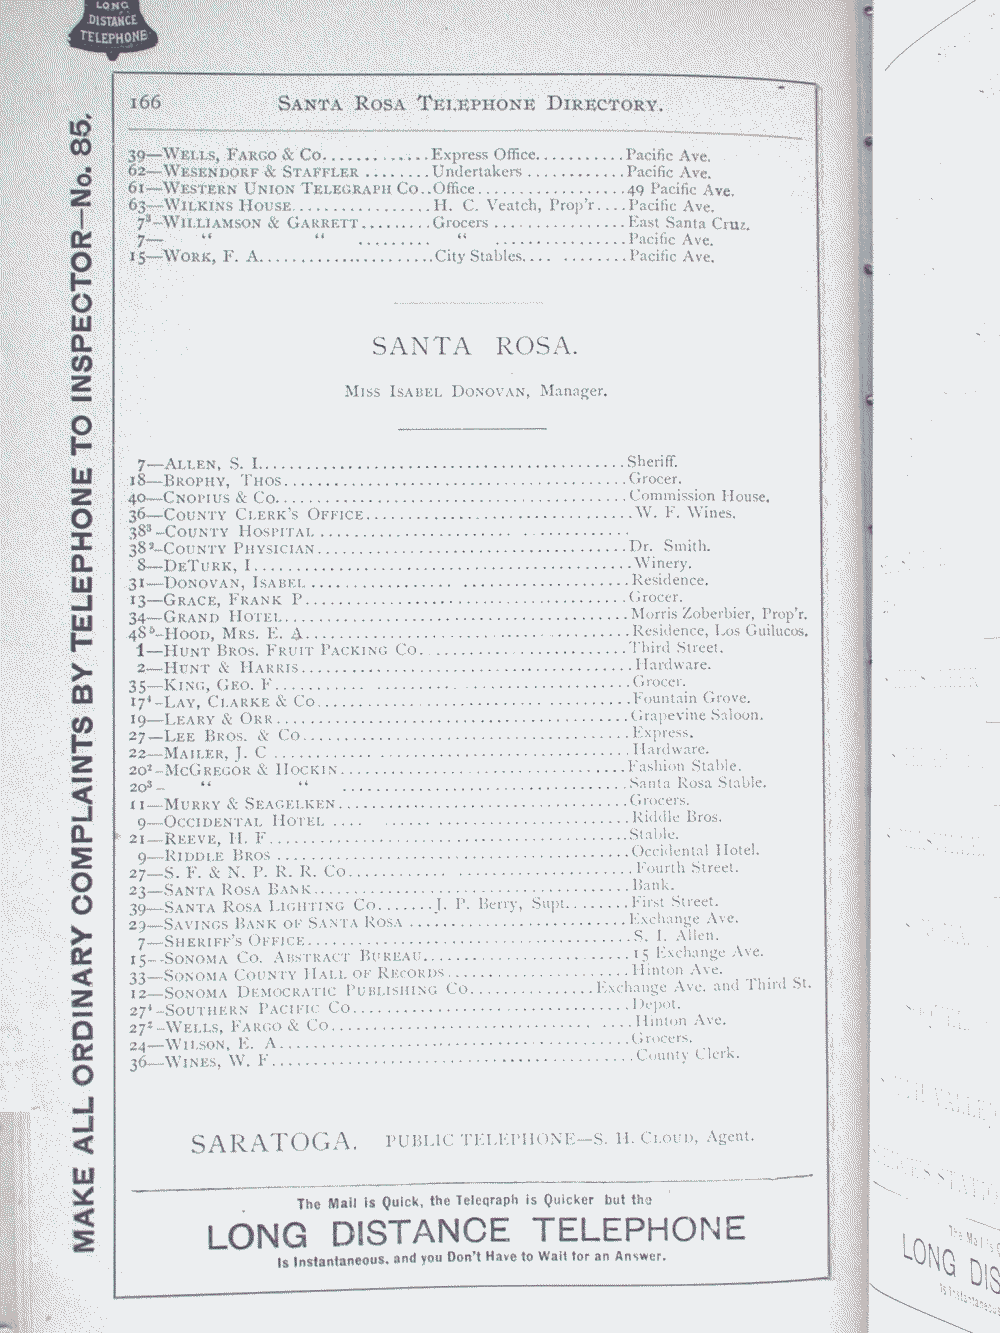 LONG
DISTANCE
TELEPHONE
MAKE ALL ORDINARY COMPLAINTS BY TELEPHONE TO INSPECTOR—No. 85.
166 SANTA ROSA TELEPHONE DIRECTORY.
39—WELLS, FARGO & Co.............Express Office..........Pacific Ave.
62—WESENDORF & STAFFLER ........Undertakers ............Pacific Ave.
61—WESTERN UNION TELEGRAPH Co..Office.................49 Pacific Ave.
63—WILKINS HOUSE.................H. C. Veatch, Prop'r....Pacific Ave.
7³-WILLIAMSON & GARRETT.........Grocers ...............East Santa Cruz.
7— “ “ ......... “ ................Pacific Ave.
15—WORK, F. A......................City Stables.... ........Pacific Ave.
SANTA ROSA.
MISS ISABEL DONOVAN, Manager.
7—ALLEN, S. I..............................................Sheriff.
18—BROPHY, THOS...........................................Grocer.
40—CNOPIUS & Co...........................................Commission House.
36—COUNTY CLERK'S OFFICE.................................W. F. Wines.
38³-COUNTY HOSPITAL ......................................
38²-COUNTY PHYSICIAN......................................Dr. Smith.
8—DETURK, I...............................................Winery.
31—DONOVAN, ISABEL .......................................Residence.
13—GRACE, FRANK P........................................Grocer.
34—GRAND HOTEL...........................................Morris Zoberbier, Prop'r.
48⁵-HOOD, MRS. E. A.......................................Residence, Los Guilucos.
1—HUNT BROS. FRUIT PACKING Co............................Third Street.
2—HUNT & HARRIS..........................................Hardware.
35—KING, GEO. F..........................................Grocer.
17⁴-LAY, CLARKE & Co......................................Fountain Grove.
19—LEARY & ORR...........................................Grapevine Saloon.
27—LEE BROS. & Co........................................Express.
22—MAILER, J. C .........................................Hardware.
20²-MCGREGOR & HOCKIN.....................................Fashion Stable.
20³- “ “ .....................................Santa Rosa Stable.
11—MURRY & SEAGELKEN.....................................Grocers.
9—OCCIDENTAL HOTEL .......................................Riddle Bros.
21—REEVE, H. F...........................................Stable.
9—RIDDLE BROS ...........................................Occidental Hotel.
27—S. F. & N. P. R. R. Co................................Fourth Street.
23—SANTA ROSA BANK.......................................Bank.
39—SANTA ROSA LIGHTING Co.......J. P. Berry, Supt........First Street.
29—SAVINGS BANK OF SANTA ROSA ...........................Exchange Ave.
7—SHERIFF'S OFFICE.......................................S. I. Allen.
15--SONOMA Co. ABSTRACT BUREAU...........................15 Exchange Ave.
33—SONOMA COUNTY HALL OF RECORDS.........................Hinton Ave.
12—SONOMA DEMOCRATIC PUBLISHING Co...............Exchange Ave. and Third St.
27⁴-SOUTHERN PACIFIC Co...................................Depot.
27²-WELLS, FARGO & Co.....................................Hinton Ave.
24—WILSON, E. A..........................................Grocers.
36—WINES, W. F...........................................County Clerk.
SARATOGA. PUBLIC TELEPHONE—S. H. CLOUD, Agent.
The Mail is Quick, the Telegraph is Quicker but the
LONG DISTANCE TELEPHONE
Is Instantaneous, and you Don't Have to Wait for an Answer.
LONG DIS